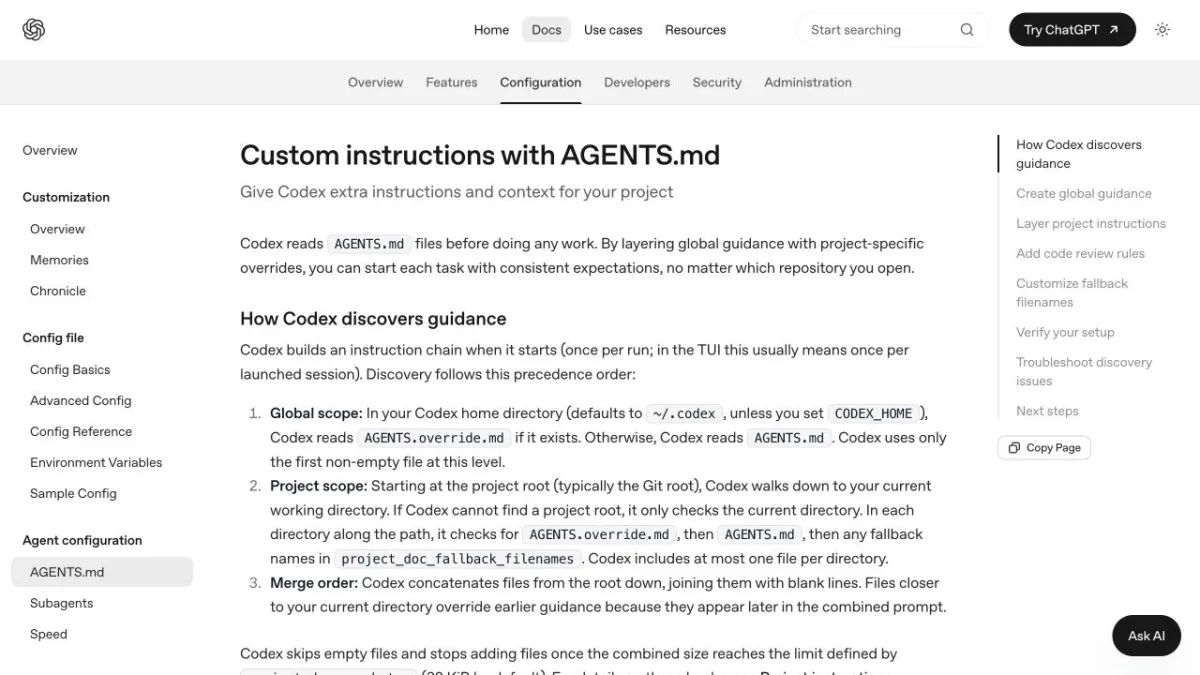 Home Docs Use cases Resources Start searching Try ChatGPT
Overview Features Configuration Developers Security Administration
Overview
Customization
Overview
Memories
Chronicle
Config file
Config Basics
Advanced Config
Config Reference
Environment Variables
Sample Config
Agent configuration
AGENTS.md
Subagents
Speed
Custom instructions with AGENTS.md
Give Codex extra instructions and context for your project
Codex reads AGENTS.md files before doing any work. By layering global guidance with project-specific
overrides, you can start each task with consistent expectations, no matter which repository you open.
How Codex discovers guidance
Codex builds an instruction chain when it starts (once per run; in the TUI this usually means once per
launched session). Discovery follows this precedence order:
1. Global scope: In your Codex home directory (defaults to ~/.codex, unless you set CODEX_HOME),
Codex reads AGENTS.override.md if it exists. Otherwise, Codex reads AGENTS.md. Codex uses only
the first non-empty file at this level.
2. Project scope: Starting at the project root (typically the Git root), Codex walks down to your current
working directory. If Codex cannot find a project root, it only checks the current directory. In each
directory along the path, it checks for AGENTS.override.md, then AGENTS.md, then any fallback
names in project_doc_fallback_filenames. Codex includes at most one file per directory.
3. Merge order: Codex concatenates files from the root down, joining them with blank lines. Files closer
to your current directory override earlier guidance because they appear later in the combined prompt.
Codex skips empty files and stops adding files once the combined size reaches the limit defined by
How Codex discovers
guidance
Create global guidance
Layer project instructions
Add code review rules
Customize fallback
filenames
Verify your setup
Troubleshoot discovery
issues
Next steps
Copy Page
Ask AI